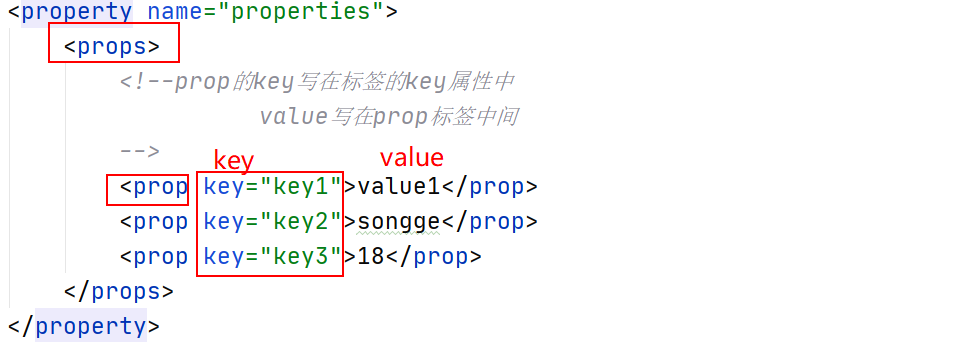 <property name="properties">
<props>
<!--prop的key写在标签的key属性中
value写在prop标签中间
-->
key value
<prop key="key1">value1</prop>
<prop key="key2">songge</prop>
<prop key="key3">18</prop>
</props>
</property>